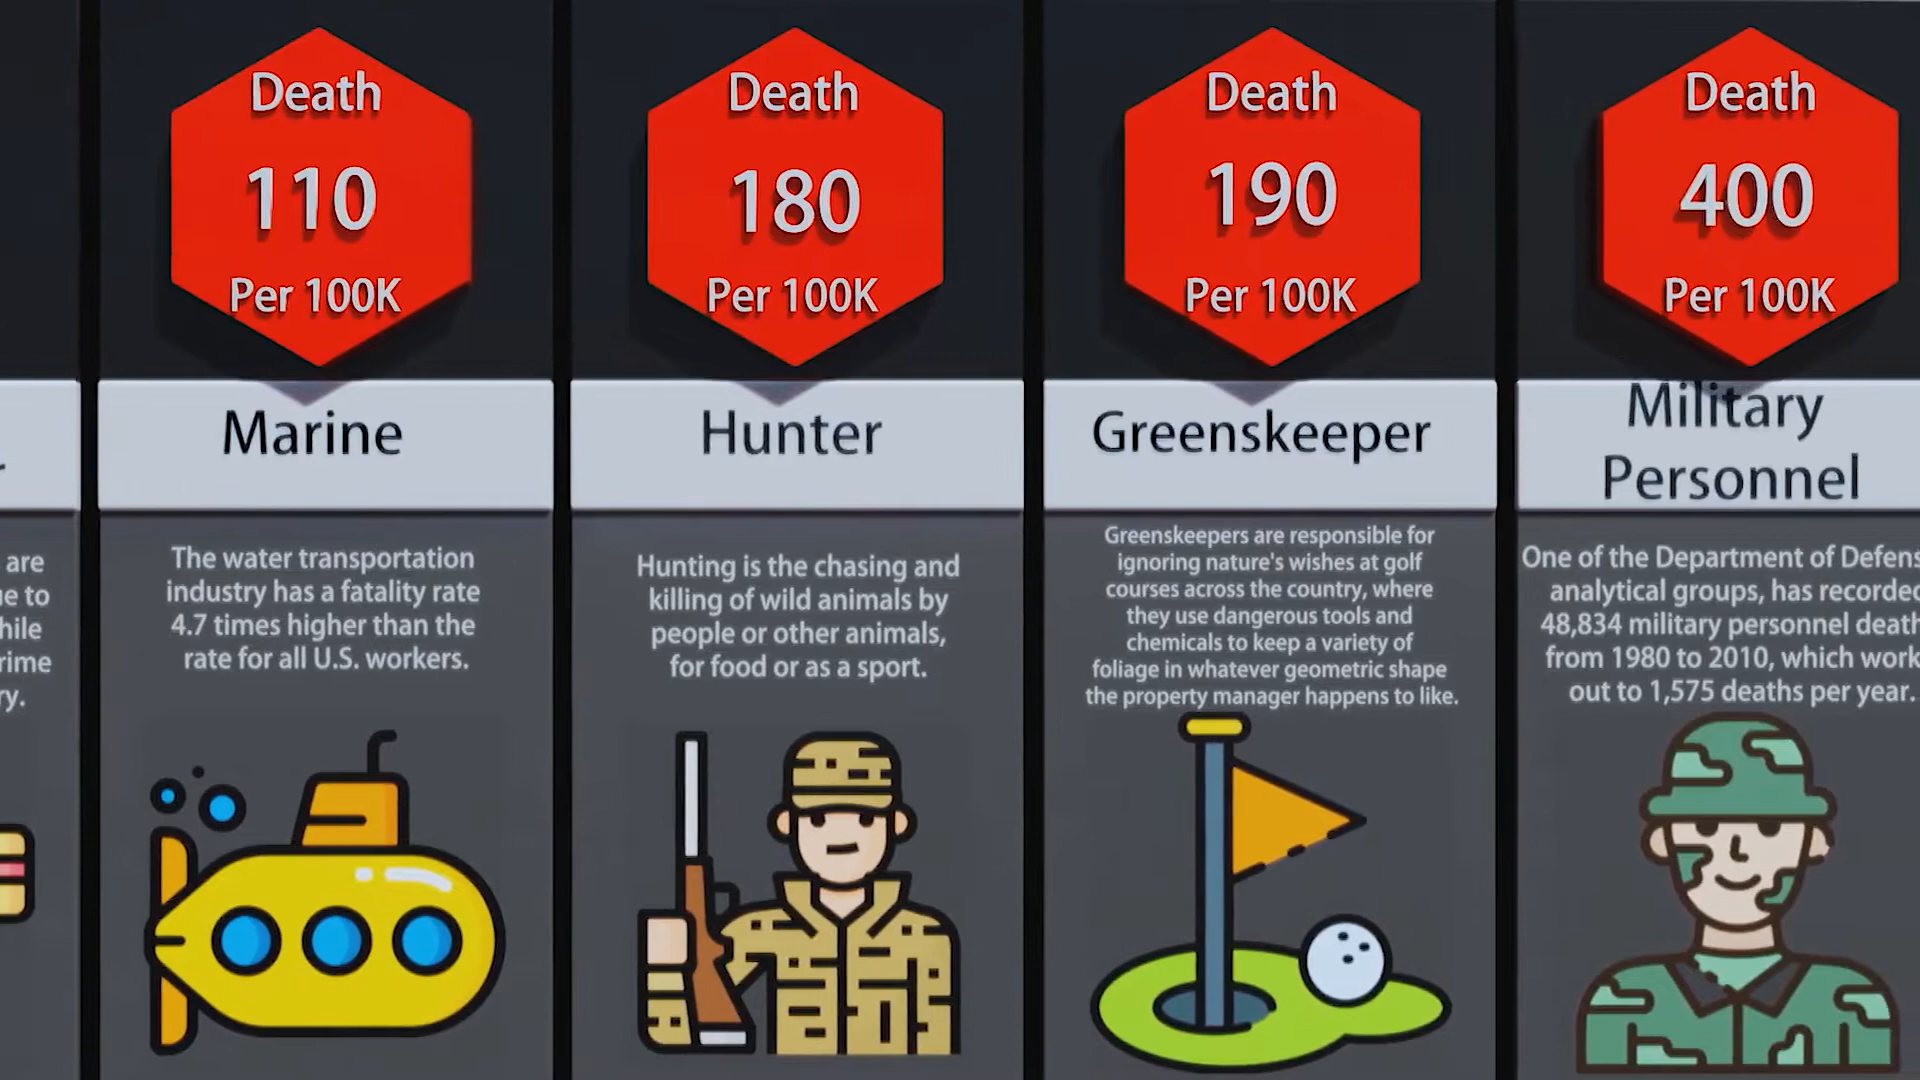 Death
110
Per 100K
Marine
The water transportation
industry has a fatality rate
4.7 times higher than the
rate for all U.S. workers.
Death
180
Per 100K
Hunter
Hunting is the chasing and
killing of wild animals by
people or other animals,
for food or as a sport.
Death
190
Per 100K
Greenskeeper
Greenskeepers are responsible for
ignoring nature's wishes at golf
courses across the country, where
they use dangerous tools and
chemicals to keep a variety of
foliage in whatever geometric shape
the property manager happens to like.
Death
400
Per 100K
Military
Personnel
One of the Department of
analytical groups, has recorded
48,834 military personnel
from 1980 to 2010, which
out to 1,575 deaths per year.
are
to